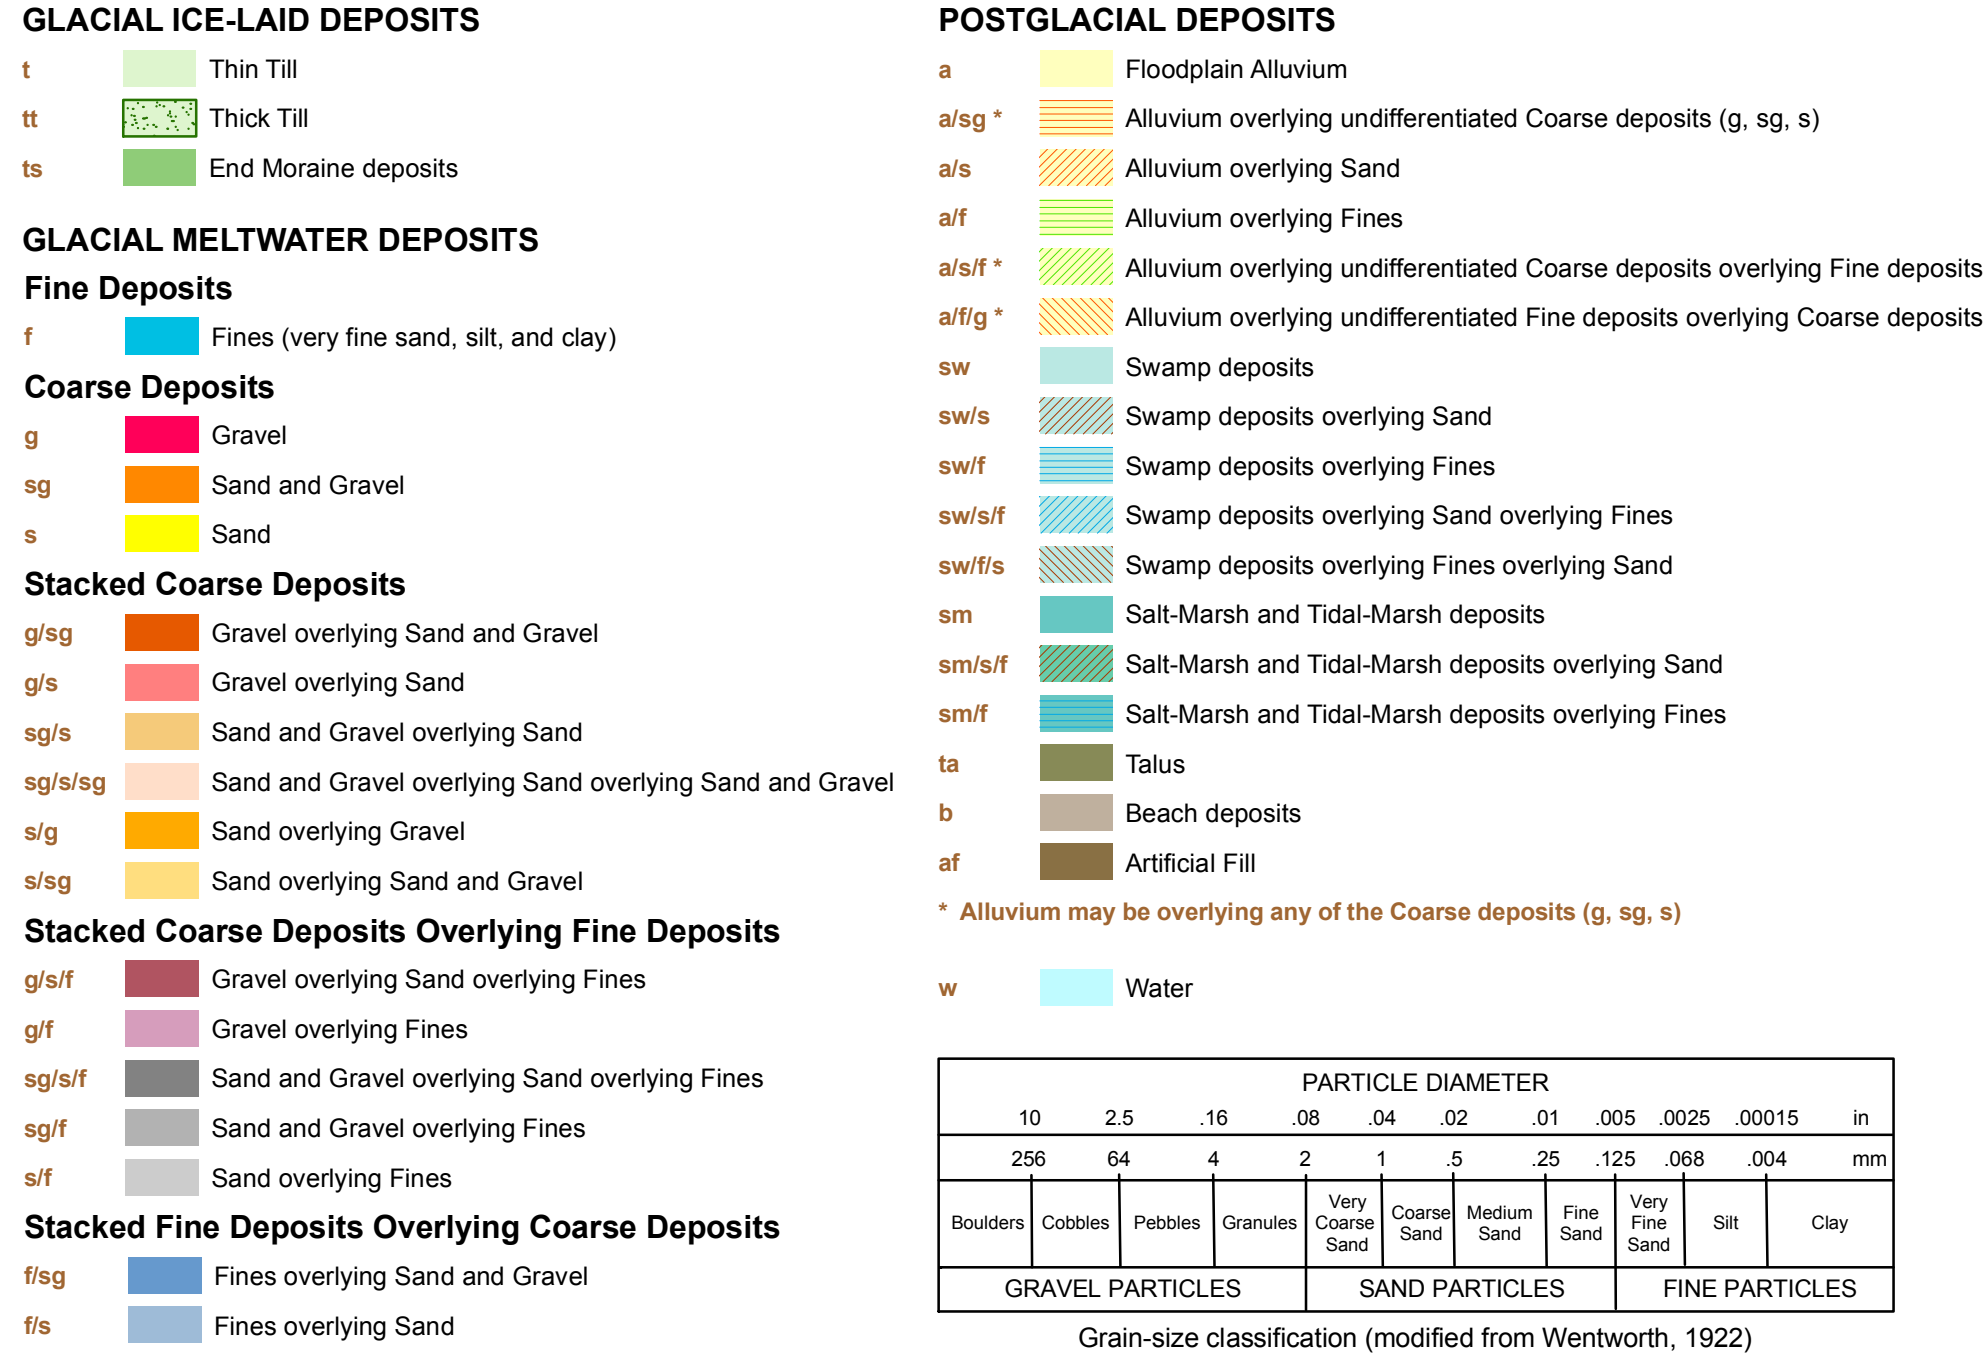 GLACIAL ICE-LAID DEPOSITS
t Thin Till
tt Thick Till
ts End Moraine deposits
GLACIAL MELTWATER DEPOSITS
Fine Deposits
f Fines (very fine sand, silt, and clay)
Coarse Deposits
g Gravel
sg Sand and Gravel
s Sand
Stacked Coarse Deposits
g/sg Gravel overlying Sand and Gravel
g/s Gravel overlying Sand
sg/s Sand and Gravel overlying Sand
sg/s/sg Sand and Gravel overlying Sand overlying Sand and Gravel
s/g Sand overlying Gravel
s/sg Sand overlying Sand and Gravel
Stacked Coarse Deposits Overlying Fine Deposits
g/s/f Gravel overlying Sand overlying Fines
g/f Gravel overlying Fines
sg/s/f Sand and Gravel overlying Sand overlying Fines
sg/f Sand and Gravel overlying Fines
s/f Sand overlying Fines
Stacked Fine Deposits Overlying Coarse Deposits
f/sg Fines overlying Sand and Gravel
f/s Fines overlying Sand
POSTGLACIAL DEPOSITS
a Floodplain Alluvium
a/sg * Alluvium overlying undifferentiated Coarse deposits (g, sg, s)
a/s Alluvium overlying Sand
a/f Alluvium overlying Fines
a/s/f * Alluvium overlying undifferentiated Coarse deposits overlying Fine deposits
a/f/g * Alluvium overlying undifferentiated Fine deposits overlying Coarse deposits
sw Swamp deposits
sw/s Swamp deposits overlying Sand
sw/f Swamp deposits overlying Fines
sw/s/f Swamp deposits overlying Sand overlying Fines
sw/f/s Swamp deposits overlying Fines overlying Sand
sm Salt-Marsh and Tidal-Marsh deposits
sm/s/f Salt-Marsh and Tidal-Marsh deposits overlying Sand
sm/f Salt-Marsh and Tidal-Marsh deposits overlying Fines
ta Talus
b Beach deposits
af Artificial Fill
* Alluvium may be overlying any of the Coarse deposits (g, sg, s)
w Water
PARTICLE DIAMETER
10 2.5 .16 .08 .04 .02 .01 .005 .0025 .00015 in
256 64 4 2 1 .5 .25 .125 .068 .004 mm
Boulders Cobbles Pebbles Granules Very Coarse Sand Coarse Sand Medium Sand Fine Sand Very Fine Sand Silt Clay
GRAVEL PARTICLES SAND PARTICLES FINE PARTICLES
Grain-size classification (modified from Wentworth, 1922)